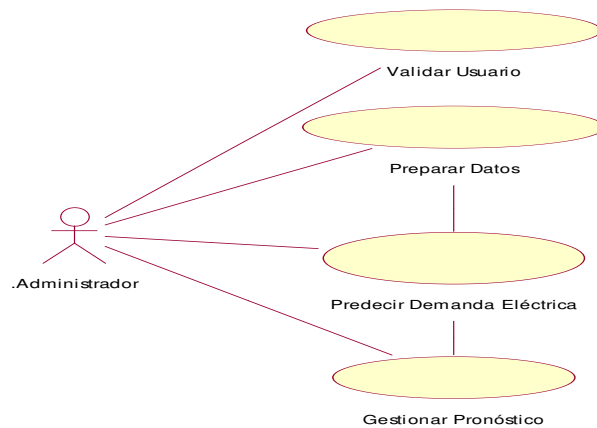 Validar Usuario
Preparar Datos
.Administrador
Predecir Demanda Eléctrica
Gestionar Pronóstico